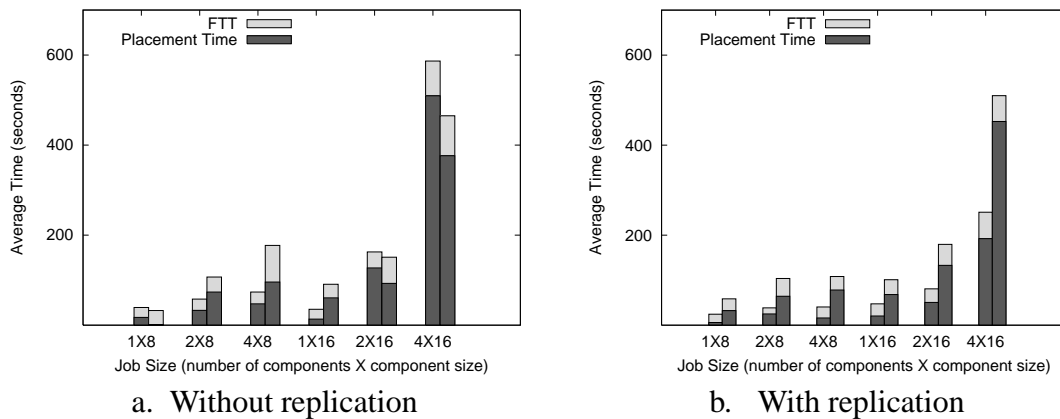 FTT
Placement Time
Average Time (seconds)
600
400
200
1X8 2X8 4X8 1X16 2X16 4X16
Job Size (number of components X component size)
a. Without replication
FTT
Placement Time
Average Time (seconds)
600
400
200
1X8 2X8 4X8 1X16 2X16 4X16
Job Size (number of components X component size)
b. With replication